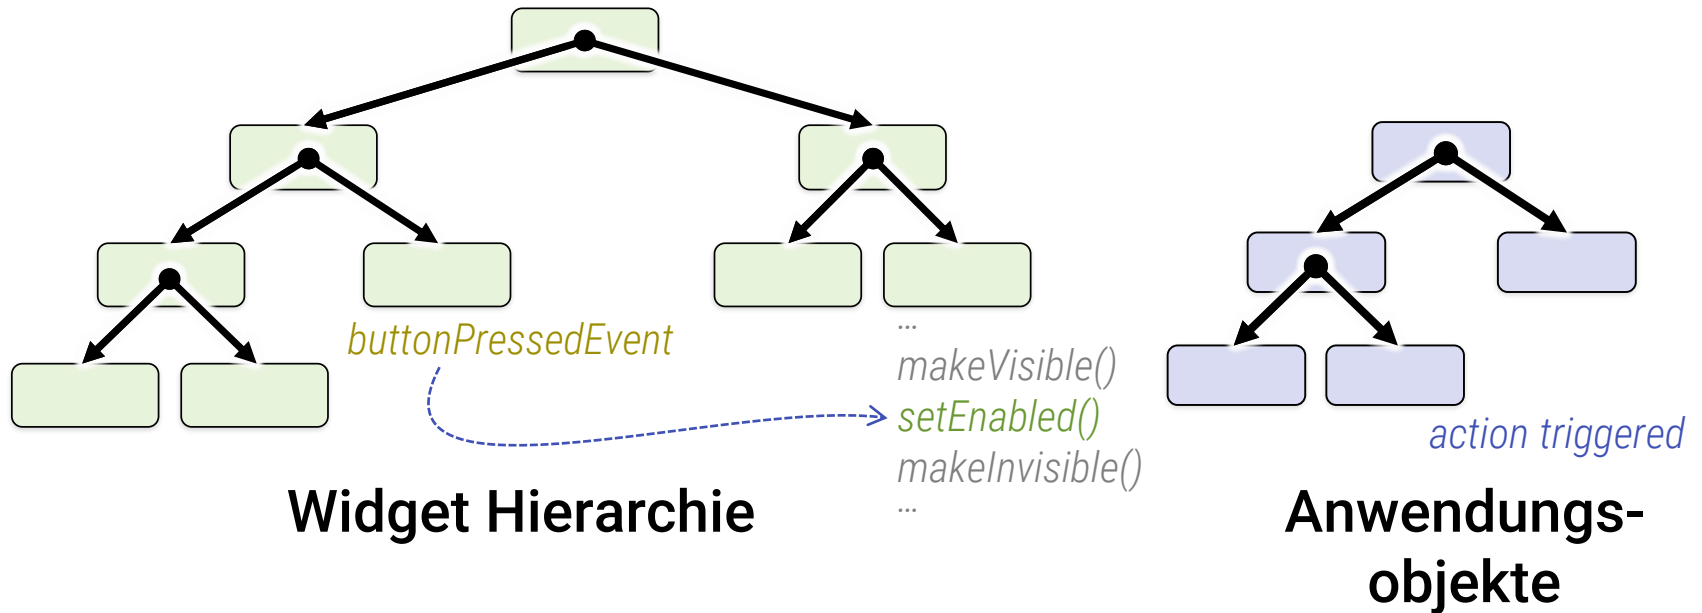 buttonPressedEvent
...
makeVisible()
setEnabled()
makeInvisible()
...
action triggered
Widget Hierarchie
Anwendungs-
objekte